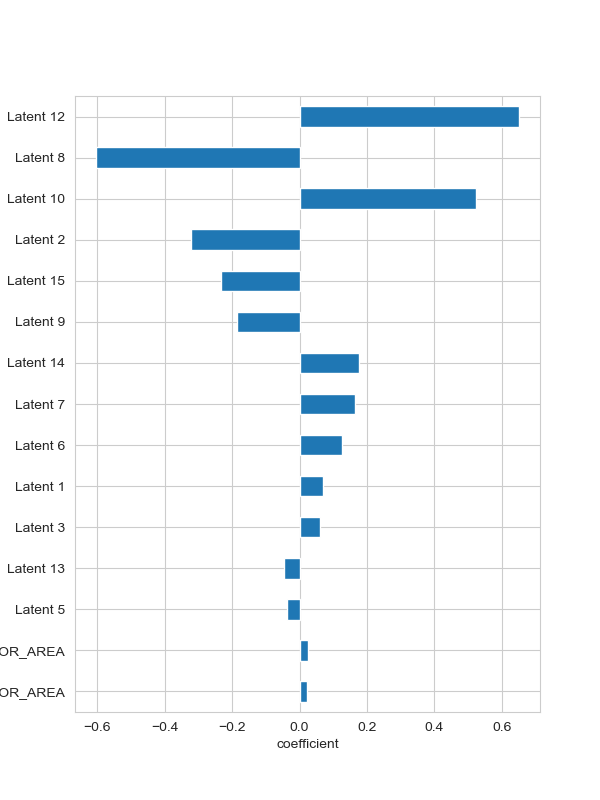 Latent 12
Latent 8
Latent 10
Latent 2
Latent 15
Latent 9
Latent 14
Latent 7
Latent 6
Latent 1
Latent 3
Latent 13
Latent 5
OR_AREA
OR_AREA
−0.6 −0.4 −0.2 0.0 0.2 0.4 0.6
coefficient